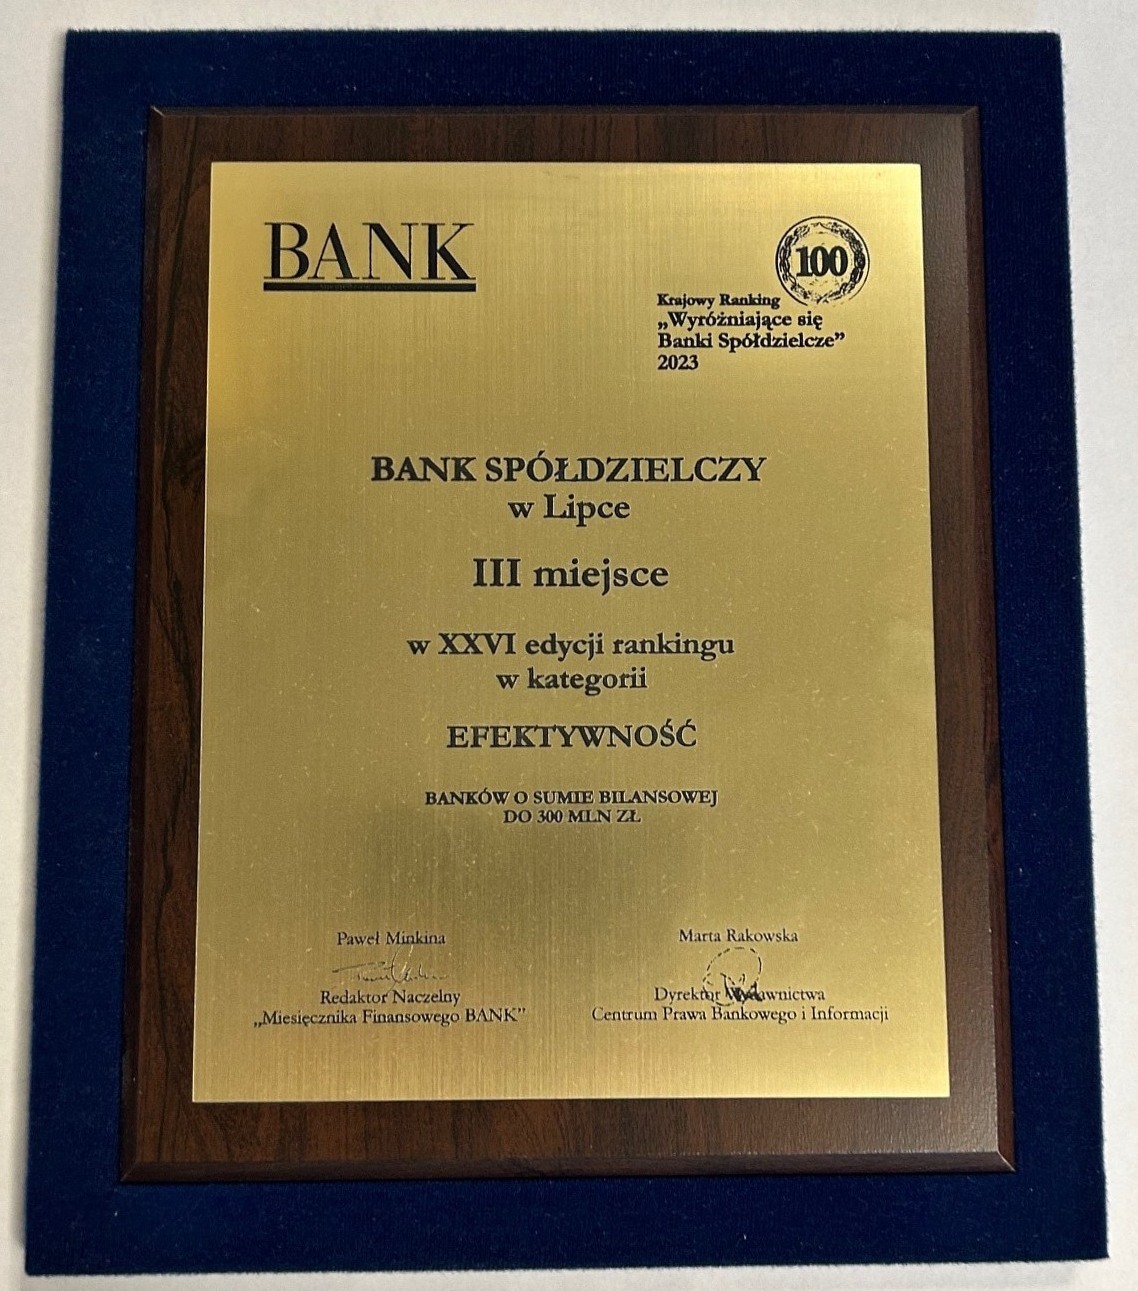 BANK
100
Krajowy Ranking
„Wyróżniające się
Banki Spółdzielcze”
2023
BANK SPÓŁDZIELCZY
w Lipce
III miejsce
w XXVI edycji rankingu
w kategorii
EFEKTYWNOŚĆ
BANKÓW O SUMIE BILANSOWEJ
DO 300 MLN ZŁ
Paweł Minkina
Redaktor Naczelny
„Miesięcznika Finansowego BANK”
Marta Rakowska
Dyrektor Wydawnictwa
Centrum Prawa Bankowego i Informacji